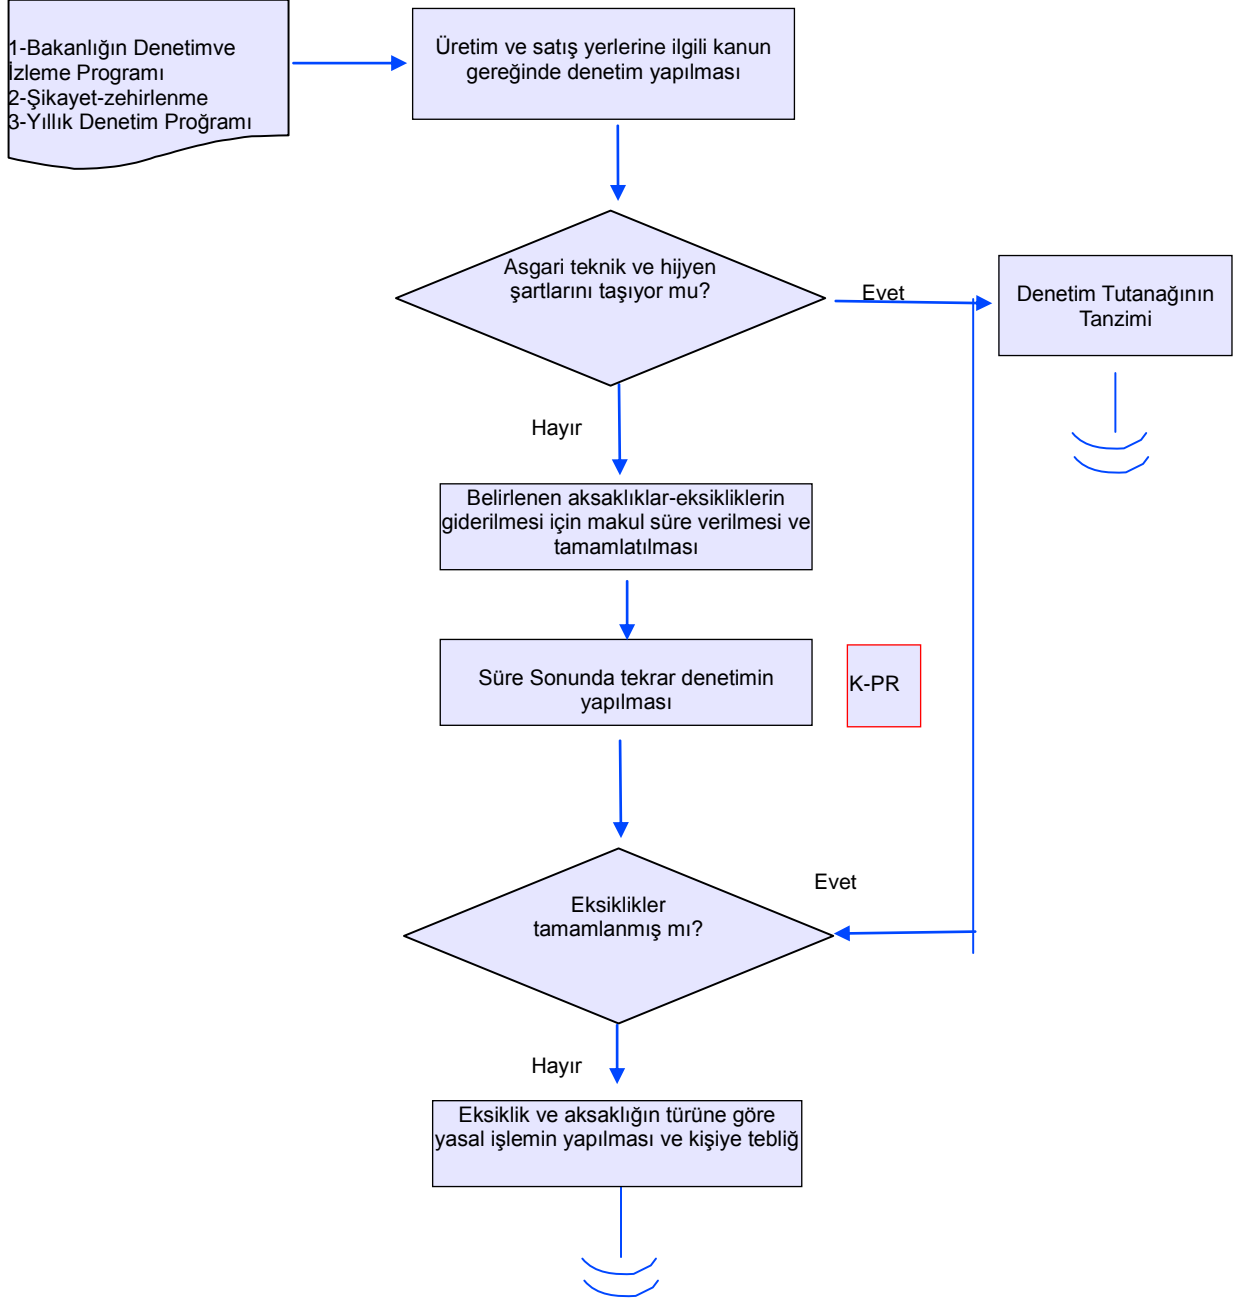 1-Bakanlığın Denetimve
İzleme Programı
2-Şikayet-zehirlenme
3-Yıllık Denetim Proğramı
Üretim ve satış yerlerine ilgili kanun
gereğinde denetim yapılması
Asgari teknik ve hijyen
şartlarını taşıyor mu?
Evet
Denetim Tutanağının
Tanzimi
Hayır
Belirlenen aksaklıklar-eksikliklerin
giderilmesi için makul süre verilmesi ve
tamamlatılması
Süre Sonunda tekrar denetimin
yapılması
K-PR
Eksiklikler
tamamlanmış mı?
Evet
Hayır
Eksiklik ve aksaklığın türüne göre
yasal işlemin yapılması ve kişiye tebliğ